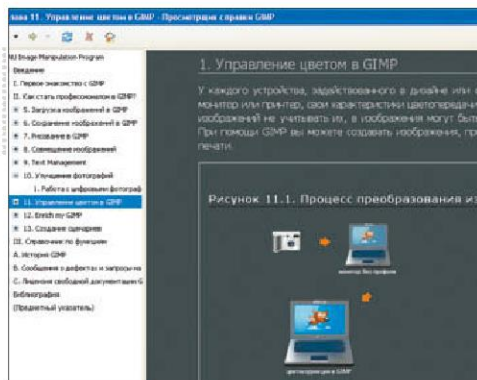 лава 11. Управление цветом в GIMP - Просмотрщик справки GIMP
NU Image Manipulation Program
Введение
I. Первое знакомство с GIMP
II. Как стать профессионалом в GIMP?
5. Загрузка изображений в GIMP
6. Сохранение изображений в GIMP
7. Рисование в GIMP
8. Совмещение изображений
9. Text Management
10. Улучшение фотографий
1. Работа с цифровыми фотограф
11. Управление цветом в GIMP
12. Enrich my GIMP
13. Создание сценариев
III. Справочник по функциям
A. История GIMP
B. Сообщения о дефектах и запросы на
C. Лицензия свободной документации G
Библиография
(Предметный указатель)
1. Управление цветом в GIMP
У каждого устройства, задействованного в дизайне или
монитор или принтер, свои характеристики цветопередачи
изображений не учитывать их, в изображения могут быть
При помощи GIMP вы можете создавать изображения, пр
печати.
Рисунок 11.1. Процесс преобразования из
монитор без профиля
цветокоррекция в GIMP